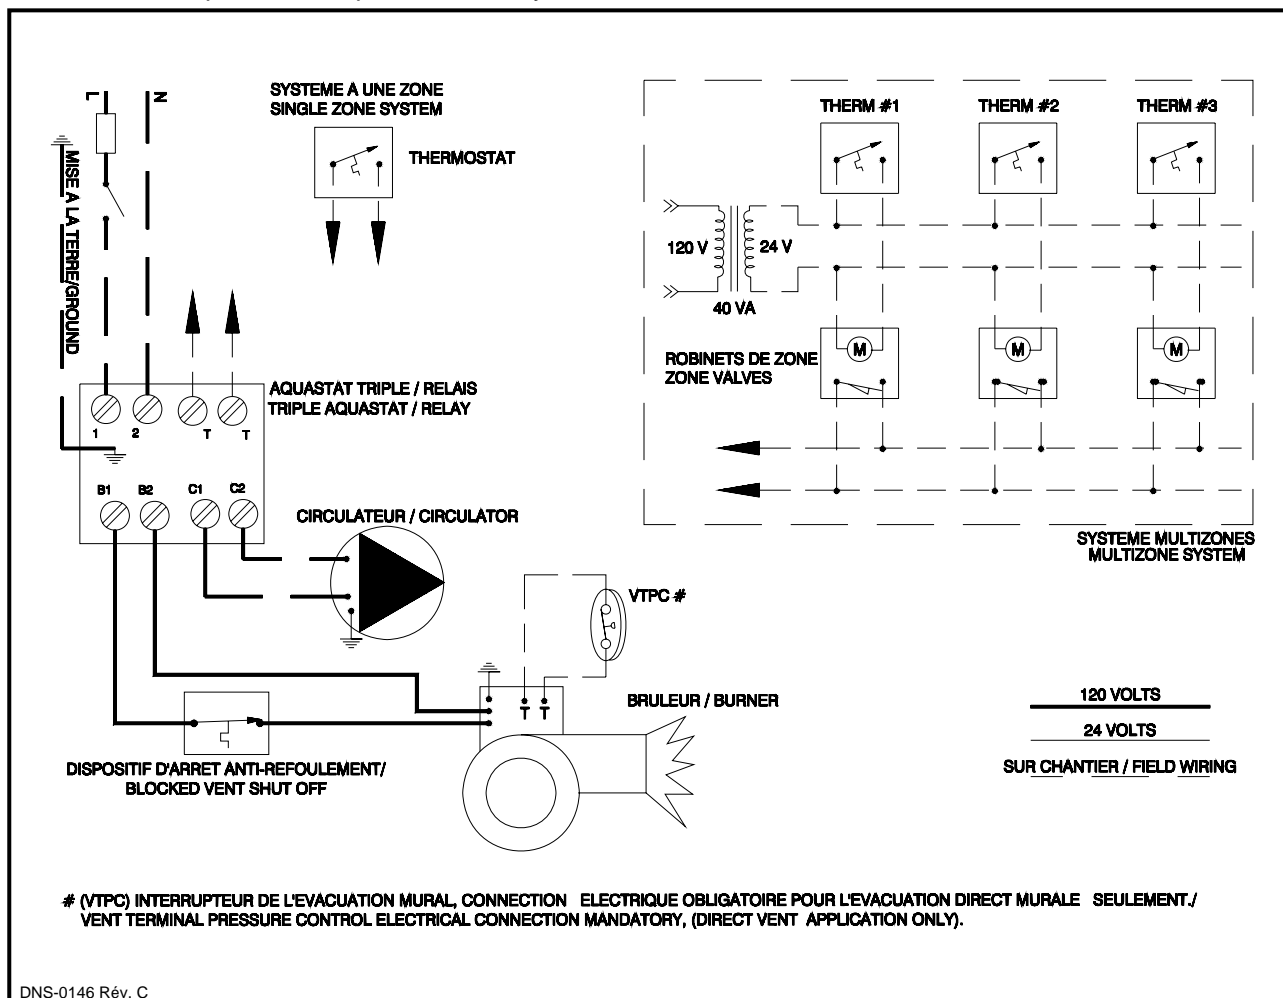 L
N
MISE A LA TERRE/GROUND
SYSTEME A UNE ZONE
SINGLE ZONE SYSTEM
THERMOSTAT
THERM #1
THERM #2
THERM #3
120 V
24 V
40 VA
ROBINETS DE ZONE
ZONE VALVES
M
M
M
AQUASTAT TRIPLE / RELAIS
TRIPLE AQUASTAT / RELAY
1
2
T
T
B1
B2
C1
C2
CIRCULATEUR / CIRCULATOR
SYSTEME MULTIZONES
MULTIZONE SYSTEM
VTPC #
T
T
BRULEUR / BURNER
DISPOSITIF D'ARRET ANTI-REFOULEMENT/
BLOCKED VENT SHUT OFF
120 VOLTS
24 VOLTS
SUR CHANTIER / FIELD WIRING
# (VTPC) INTERRUPTEUR DE L'EVACUATION MURAL, CONNECTION ELECTRIQUE OBLIGATOIRE POUR L'EVACUATION DIRECT MURALE SEULEMENT./
VENT TERMINAL PRESSURE CONTROL ELECTRICAL CONNECTION MANDATORY, (DIRECT VENT APPLICATION ONLY).
DNS-0146 Rév. C